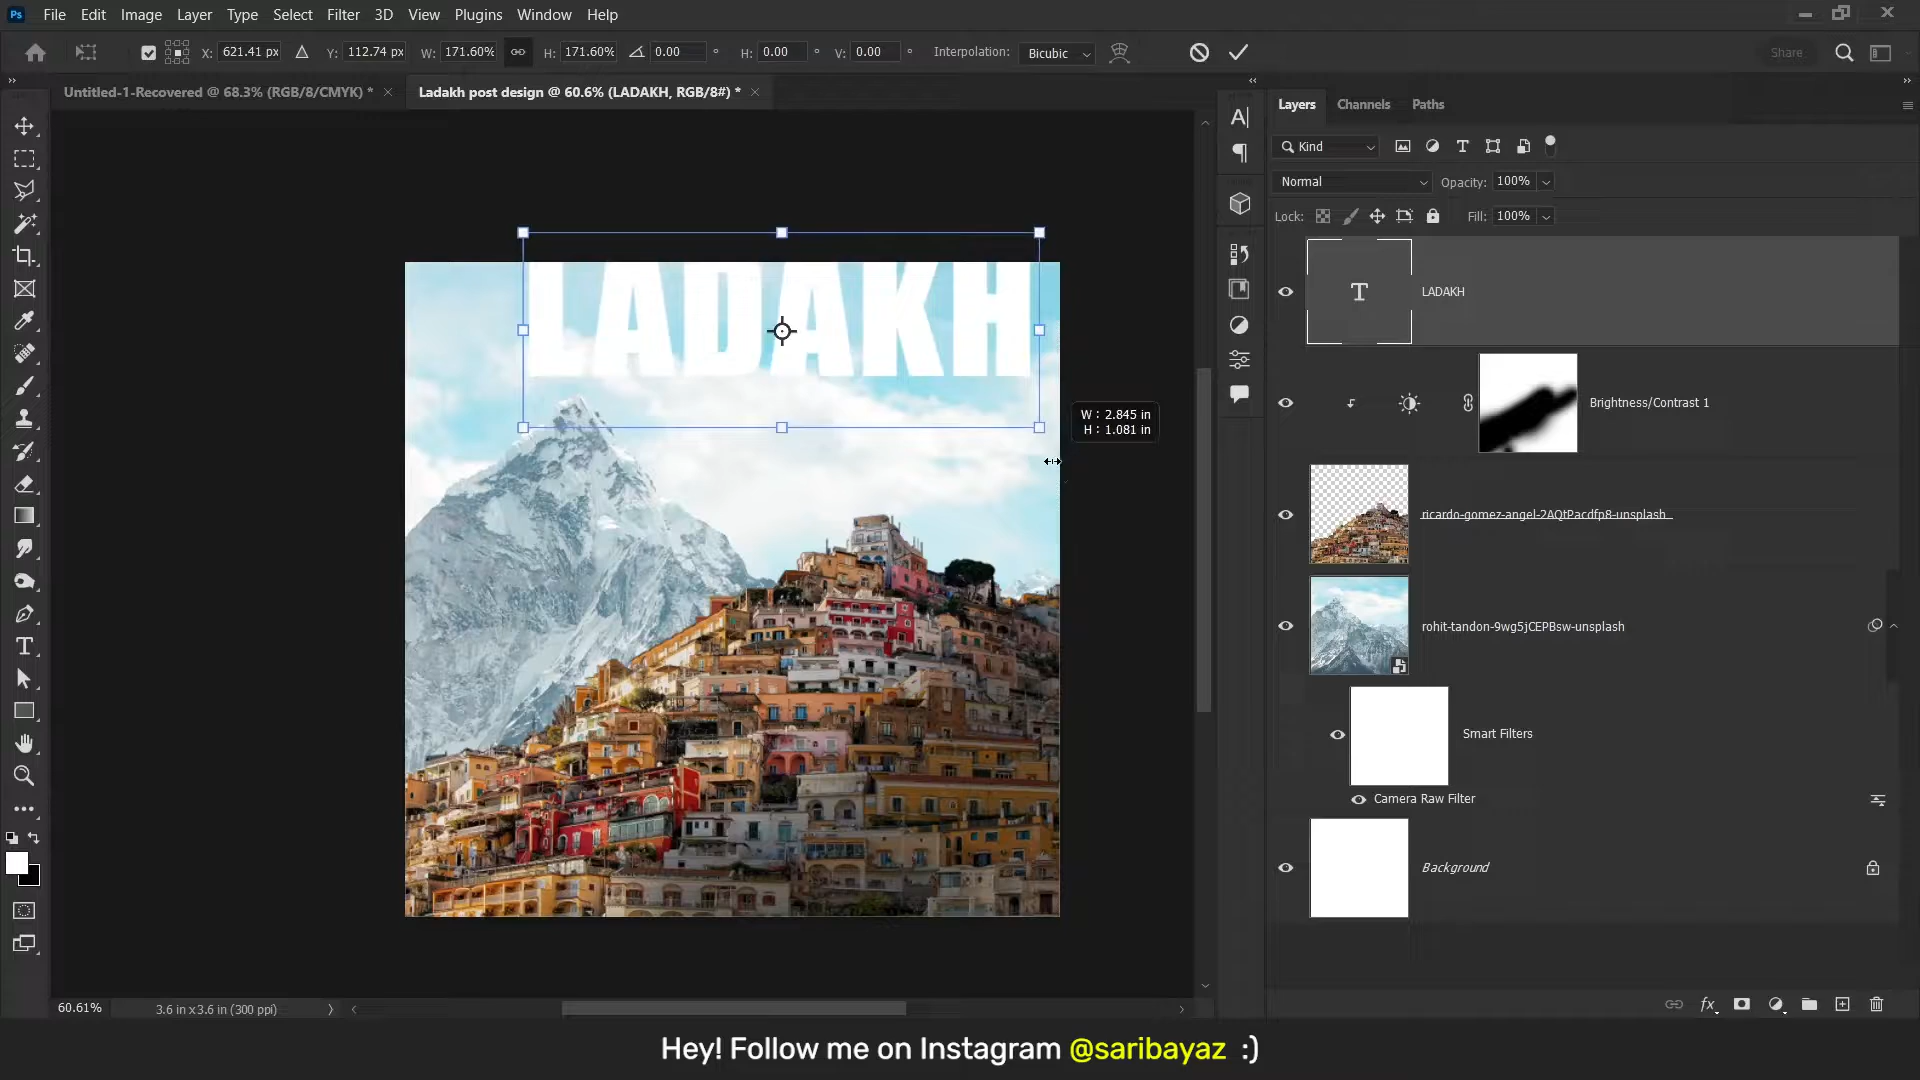 File Edit Image Layer Type Select Filter 3D View Plugins Window Help
X: 621.41 px Y: 112.74 px W: 171.60% H: 171.60% 0.00 ° H: 0.00 ° V: 0.00 ° Interpolation: Bicubic Share
Untitled-1-Recovered @ 68.3% (RGB/8/CMYK) * Ladakh post design @ 60.6% (LADAKH, RGB/8#) *
LADAKH
W : 2.845 in
H : 1.081 in
60.61% 3.6 in x 3.6 in (300 ppi)
Layers Channels Paths
Kind
Normal Opacity: 100%
Lock: Fill: 100%
LADAKH
Brightness/Contrast 1
ricardo-gomez-angel-2AQtPacdfp8-unsplash
rohit-tandon-9wg5jCEPBsw-unsplash
Smart Filters
Camera Raw Filter
Background
Hey! Follow me on Instagram @saribayaz :)